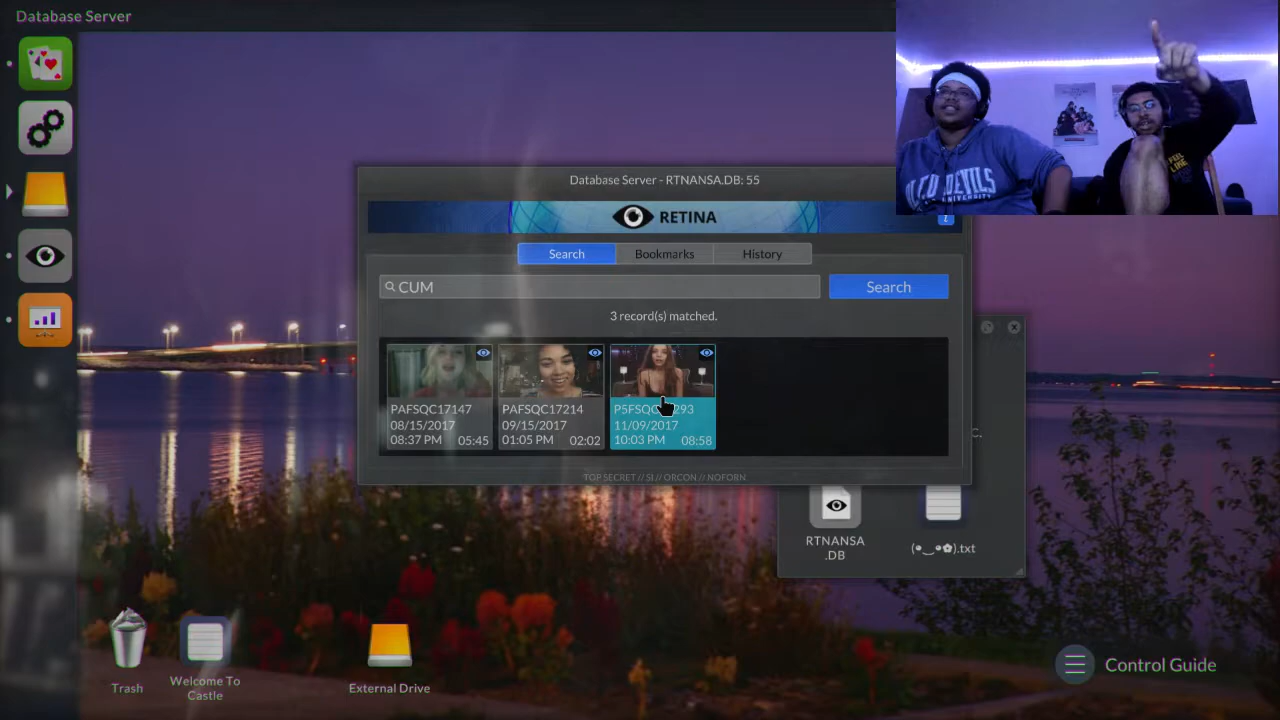 Database Server
Database Server - RTNANSA.DB: 55
RETINA
Search
Bookmarks
History
CUM
Search
3 record(s) matched.
PAFSQC17147
08/15/2017
08:37 PM
05:45
PAFSQC17214
09/15/2017
01:05 PM
02:02
11/09/2017
10:03 PM
08:58
TOP SECRET // SI // ORCON // NOFORN
RTNANSA
.DB
(•‿•✿).txt
Trash
Welcome To
Castle
External Drive
Control Guide
UNIVERSITY